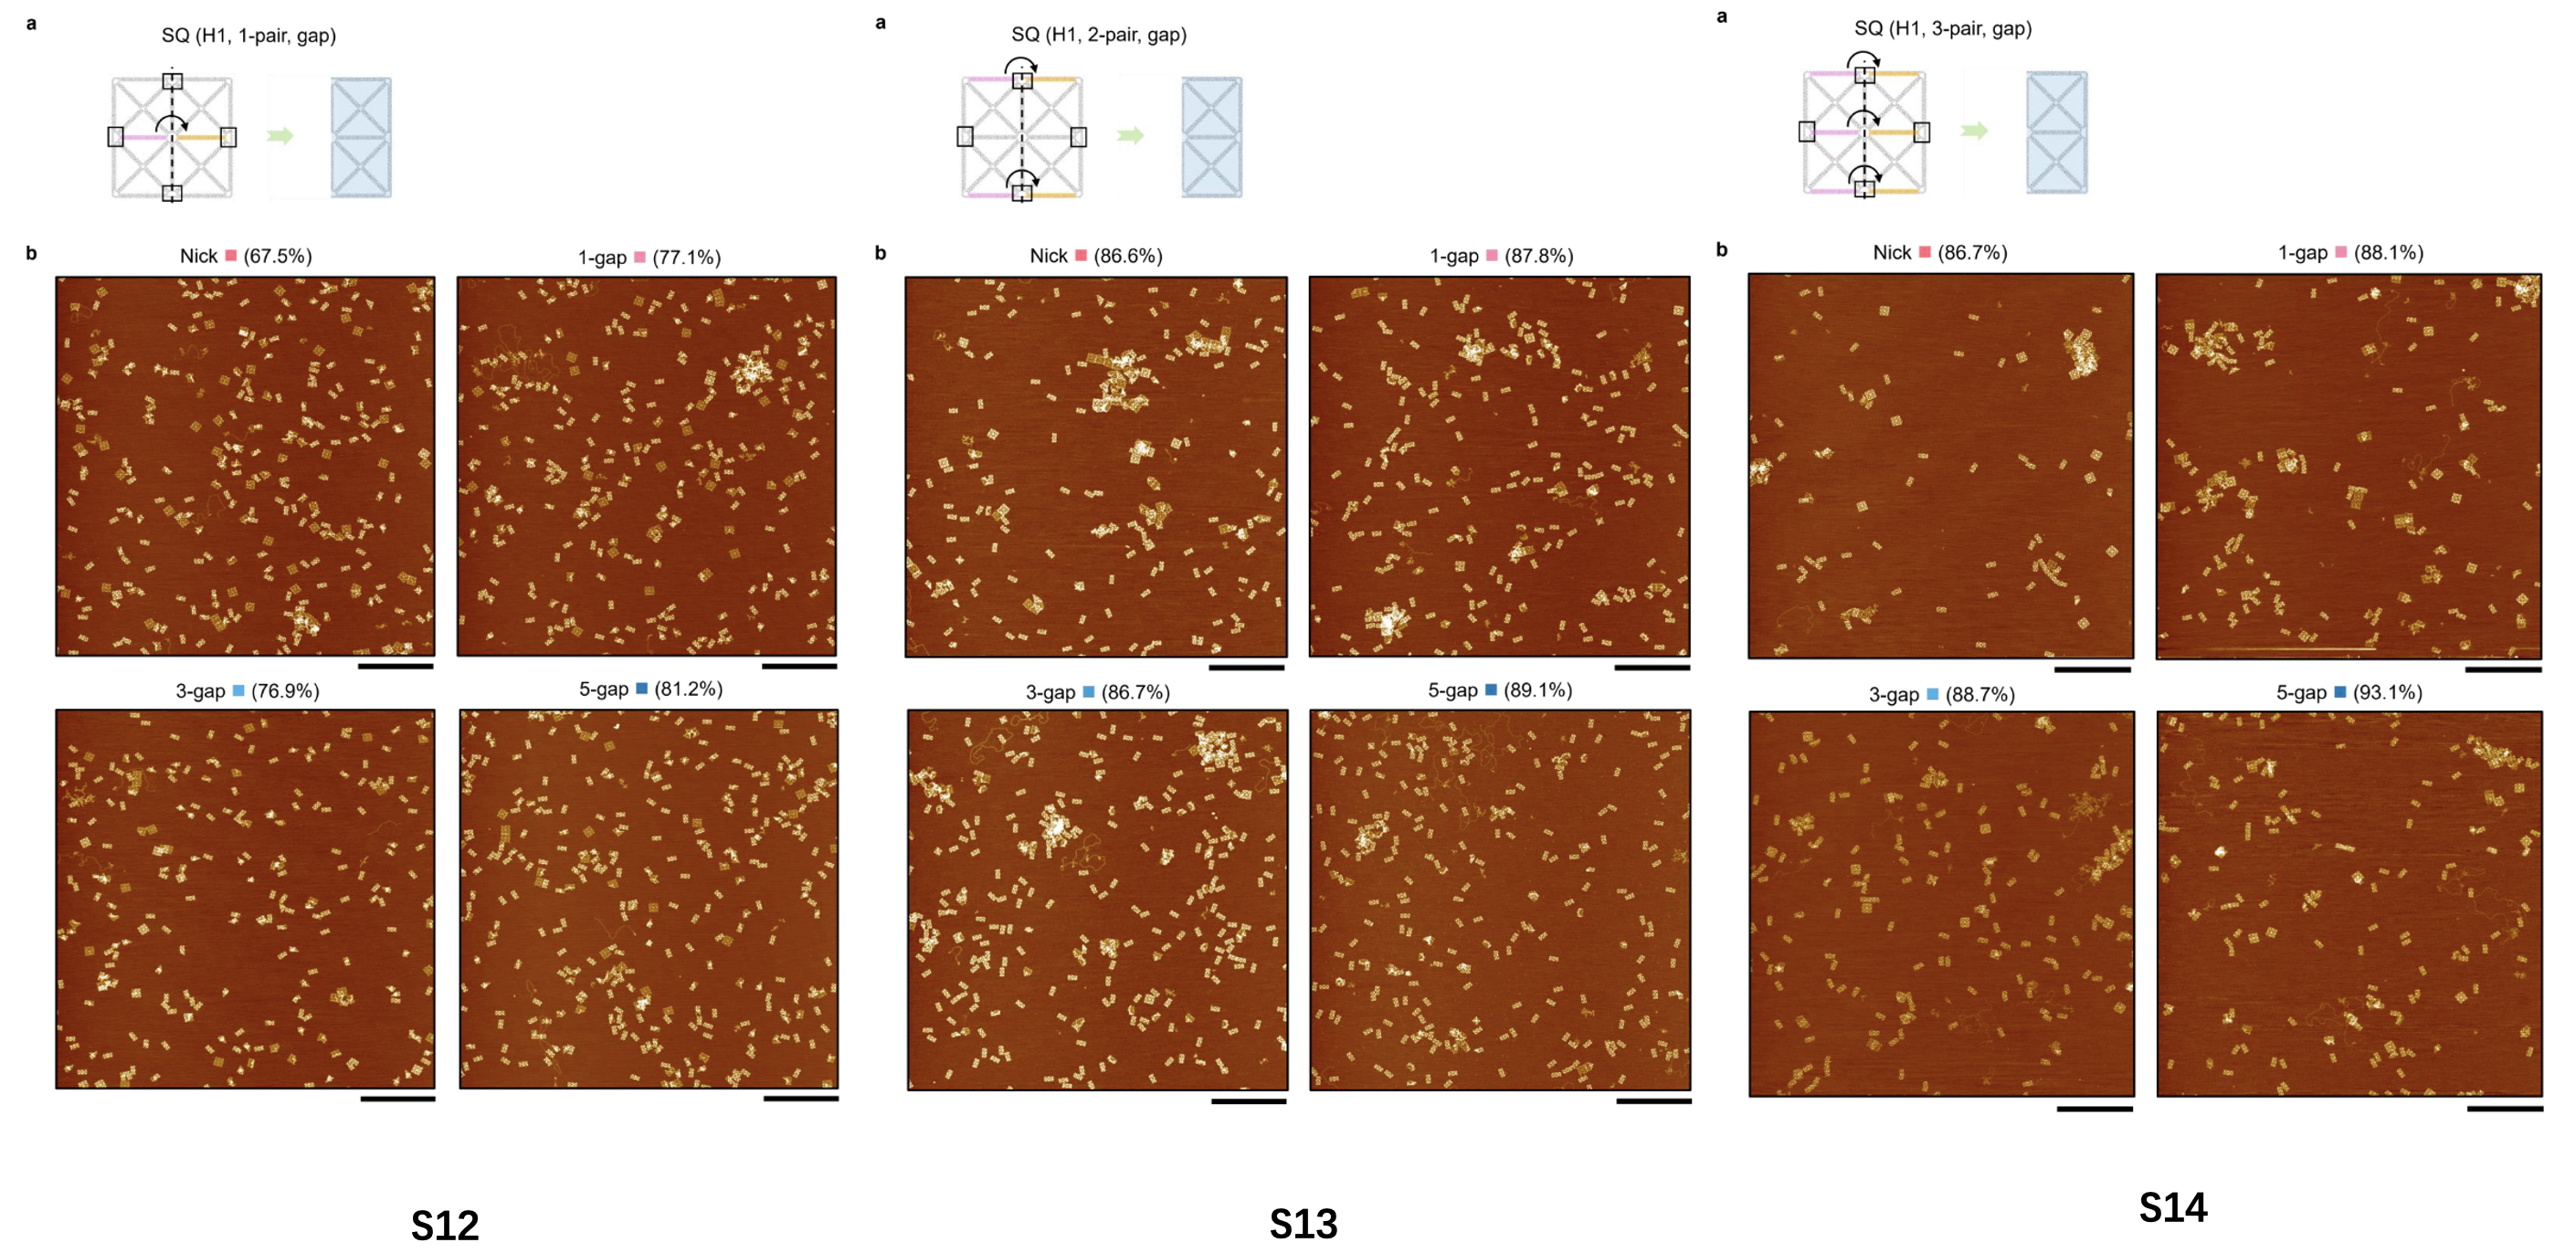 a
SQ (H1, 1-pair, gap)
b
Nick (67.5%)
1-gap (77.1%)
3-gap (76.9%)
5-gap (81.2%)
S12
a
SQ (H1, 2-pair, gap)
b
Nick (86.6%)
1-gap (87.8%)
3-gap (86.7%)
5-gap (89.1%)
S13
a
SQ (H1, 3-pair, gap)
b
Nick (86.7%)
1-gap (88.1%)
3-gap (88.7%)
5-gap (93.1%)
S14